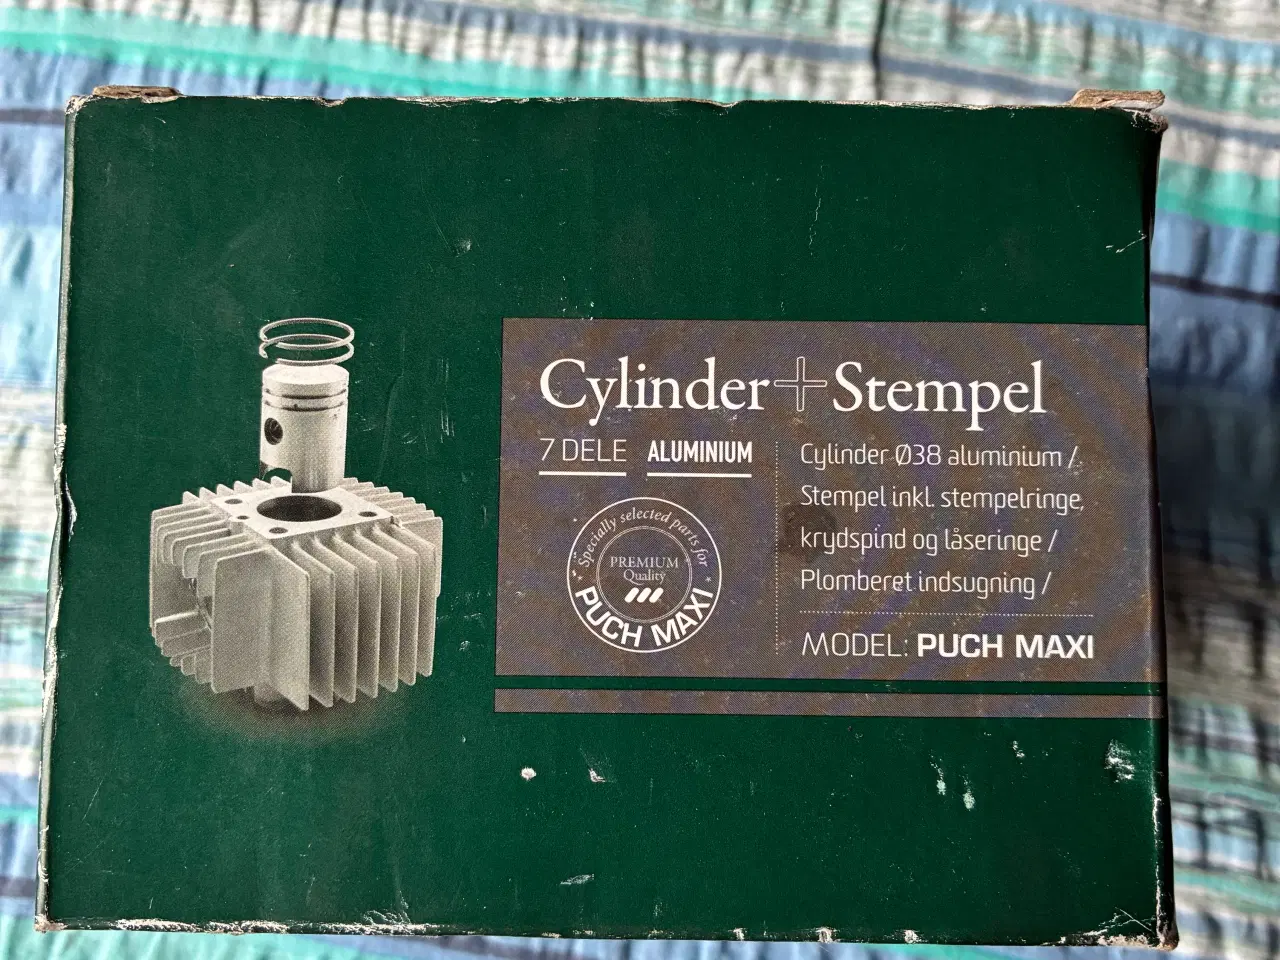 Cylinder + Stempel
7 DELE ALUMINIUM
Cylinder Ø38 aluminium /
Stempel inkl. stempelringe,
krydspind og låseringe /
Plomberet indsugning /
MODEL: PUCH MAXI
Specially selected parts for
PREMIUM
Quality
PUCH MAXI